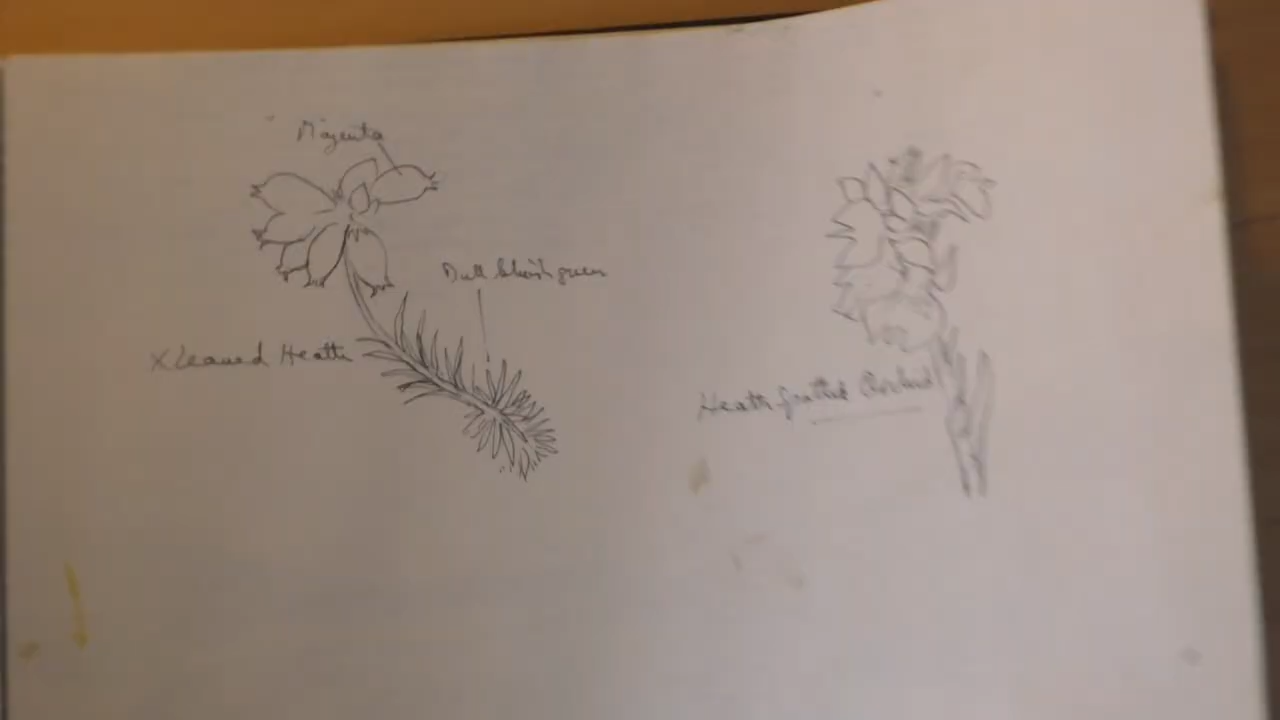 Magenta
Dull bluish green
X Leaved Heath
Heath Spotted Orchid